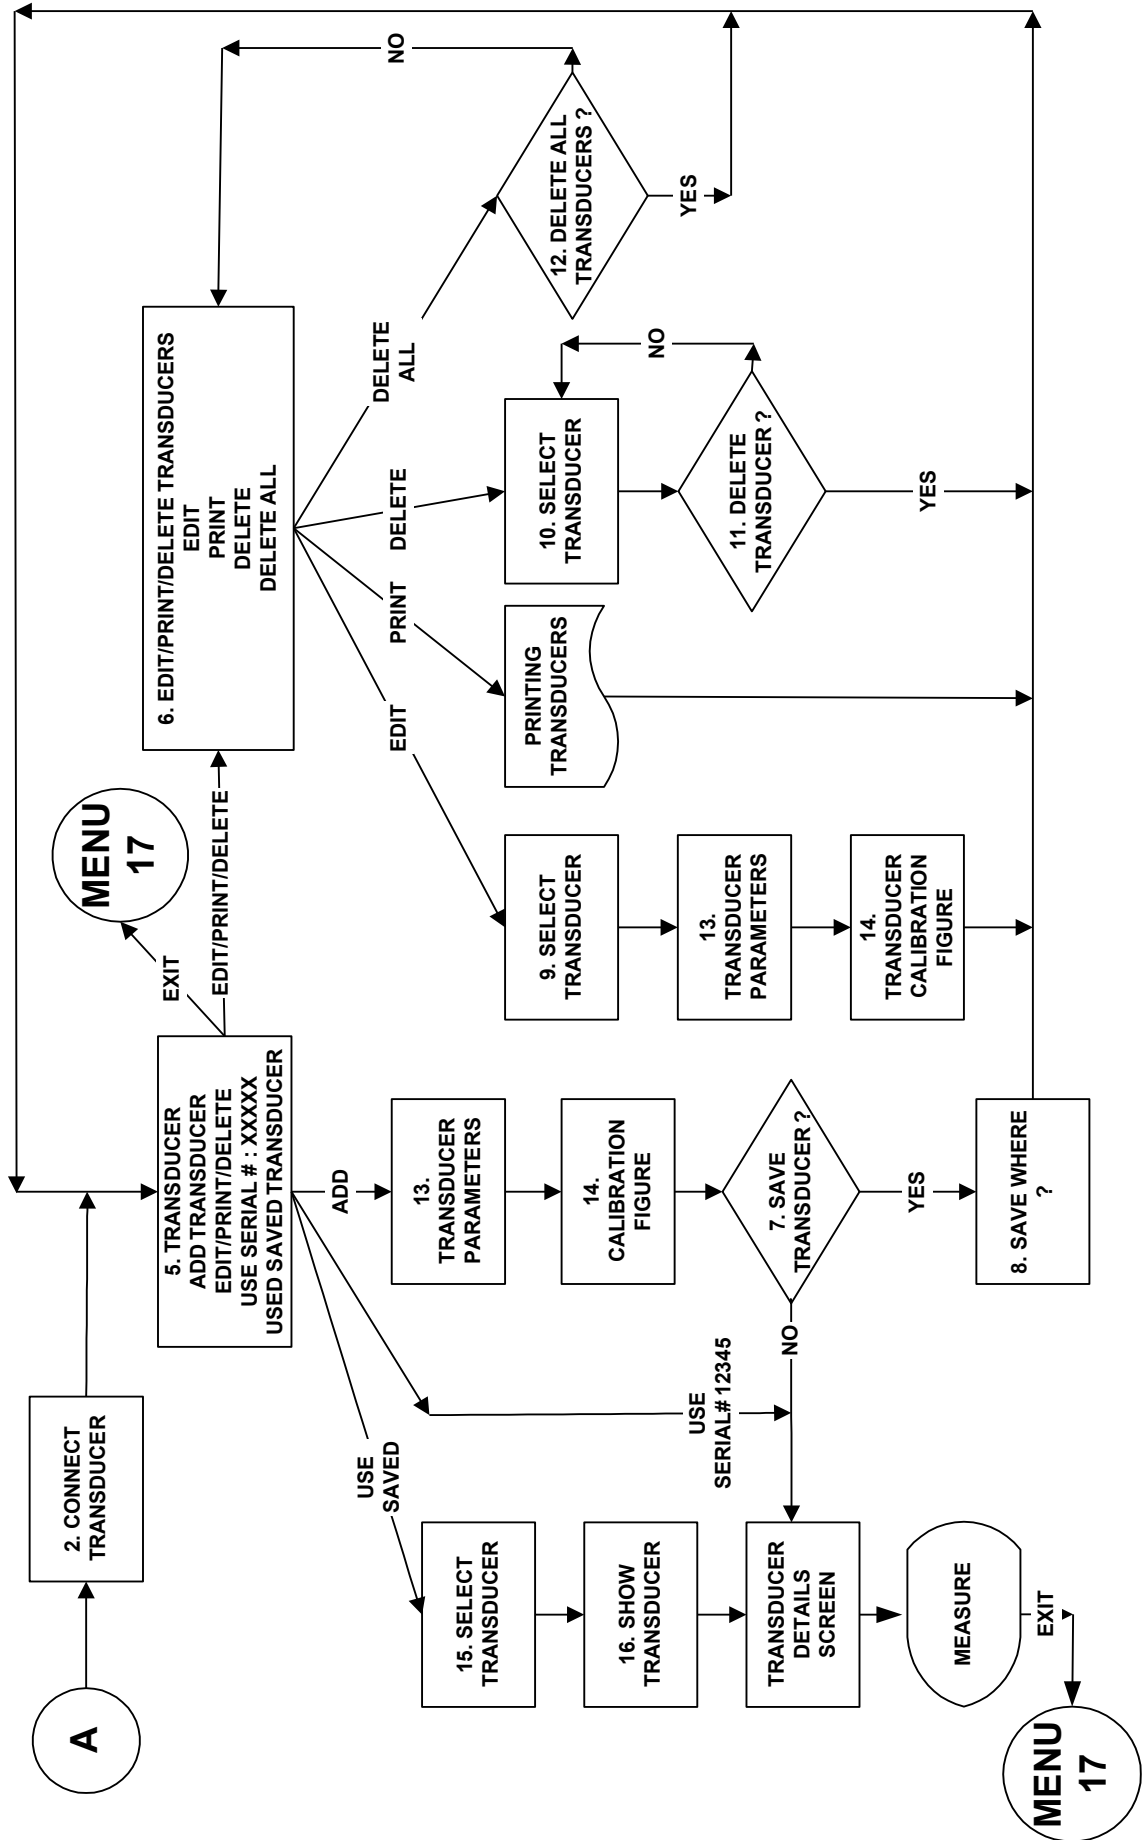 A
2. CONNECT
TRANSDUCER
5. TRANSDUCER
ADD TRANSDUCER
EDIT/PRINT/DELETE
USE SERIAL # : XXXXX
USED SAVED TRANSDUCER
EXIT
MENU
17
EDIT/PRINT/DELETE
6. EDIT/PRINT/DELETE TRANSDUCERS
EDIT
PRINT
DELETE
DELETE ALL
NO
USE
SAVED
ADD
EDIT
PRINT
DELETE
DELETE
ALL
15. SELECT
TRANSDUCER
16. SHOW
TRANSDUCER
TRANSDUCER
DETAILS
SCREEN
MEASURE
EXIT
MENU
17
USE
SERIAL# 12345
13.
TRANSDUCER
PARAMETERS
14.
CALIBRATION
FIGURE
7. SAVE
TRANSDUCER ?
NO
YES
8. SAVE WHERE
?
9. SELECT
TRANSDUCER
13.
TRANSDUCER
PARAMETERS
14.
TRANSDUCER
CALIBRATION
FIGURE
PRINTING
TRANSDUCERS
10. SELECT
TRANSDUCER
NO
11. DELETE
TRANSDUCER ?
YES
12. DELETE ALL
TRANSDUCERS ?
YES